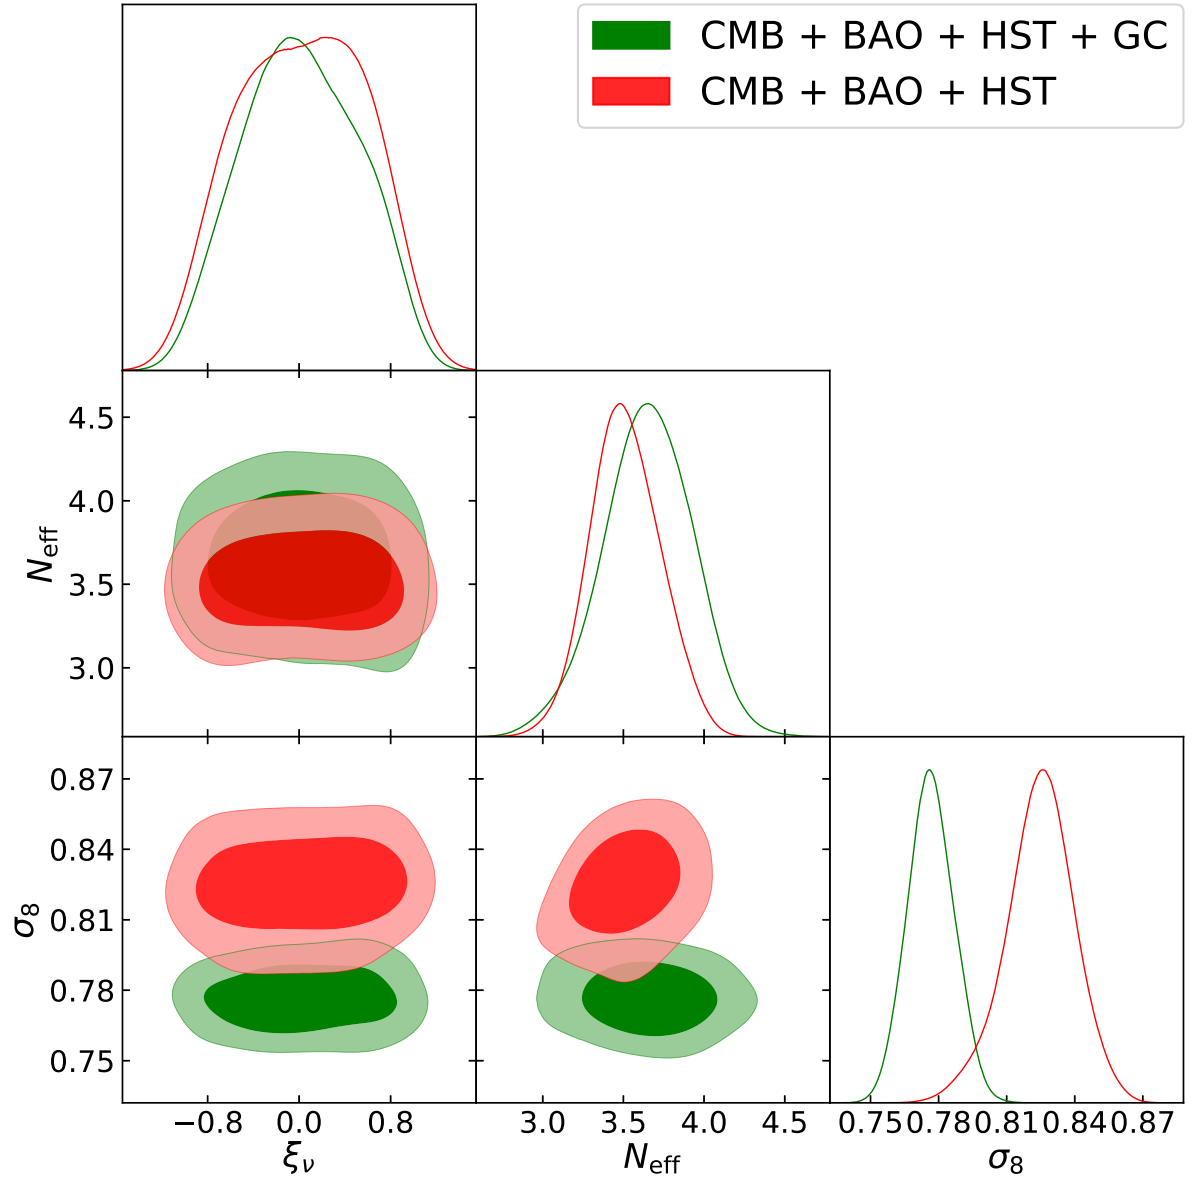 CMB + BAO + HST + GC
CMB + BAO + HST
4.5
4.0
3.5
3.0
N_eff
0.87
0.84
0.81
0.78
0.75
σ_8
−0.8 0.0 0.8
ξ_ν
3.0 3.5 4.0 4.5
N_eff
0.75 0.78 0.81 0.84 0.87
σ_8